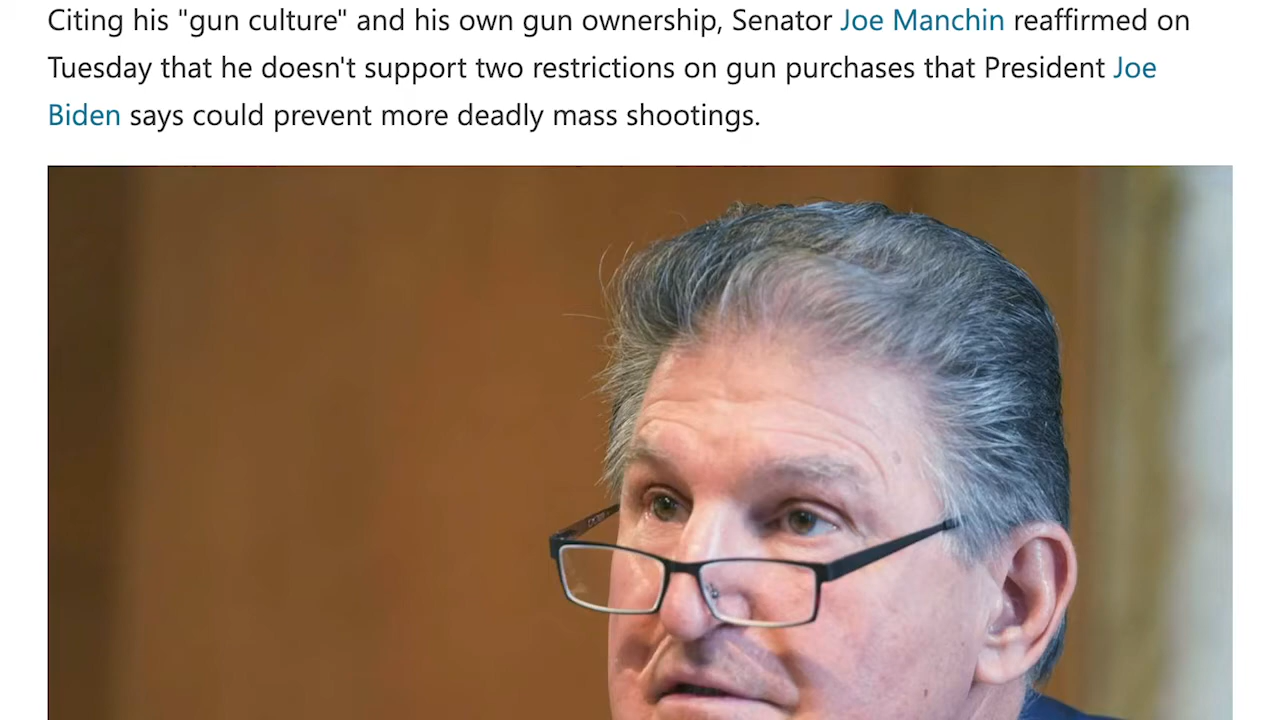 Citing his "gun culture" and his own gun ownership, Senator Joe Manchin reaffirmed on
Tuesday that he doesn't support two restrictions on gun purchases that President Joe
Biden says could prevent more deadly mass shootings.